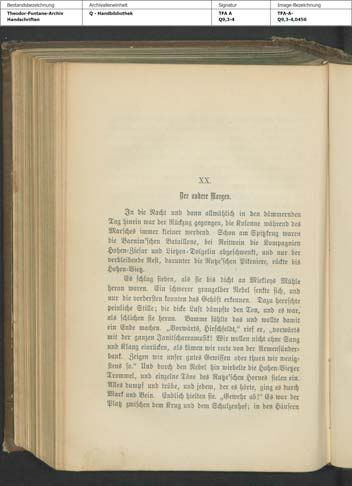 Bestandsbezeichnung
Archivalieneinheit
Signatur
Image-Bezeichnung
Theodor-Fontane-Archiv
Handschriften
Q - Handbibliothek
TFA A
Q9,3-4
TFA-A-
Q9,3-4,0456
XX.
Der andere Morgen.
In die Nacht und dann allmählich in den dämmernden
Tag hinein war der Rückzug gegangen, die Kolonne während des
Marsches immer kleiner werdend. Schon am Spitzkrug waren
die Barnim'schen Bataillone, bei Reitwein die Kompagnien
Hohen-Ziesar und Lietzen-Dolgelin abgeschwenkt, und nur der
verbleibende Rest, darunter die Rutze'schen Pikeniere, rückte bis
Hohen-Vietz.
Es schlug sieben, als sie bis dicht an Miekleys Mühle
heran waren. Ein schwerer graugelber Nebel senkte sich, und
nur die vordersten konnten das Gehöft erkennen. Dazu herrschte
peinliche Stille; die dicke Luft dämpfte den Ton, und es war,
als schlichen sie heran. Bamme fühlte das und wollte damit
ein Ende machen. „Vorwärts, Hirschfeldt," rief er, „vorwärts
mit der ganzen Janitscharenmusik! Wir wollen nicht ohne Sang
und Klang einrücken, als kämen wir recte von der Armensünder-
bank. Zeigen wir unser gutes Gewissen oder thuen wir wenig-
stens so." Und durch den Nebel hin wirbelte die Hohen-Vietzer
Trommel, und einzelne Töne des Rutze'schen Hornes fielen ein.
Alles dumpf und trübe, und jedem, der es hörte, ging es durch
Mark und Bein. Endlich hielten sie. „Gewehr ab!" Es war der
Platz zwischen dem Krug und dem Schulzenhof; in den Häusern